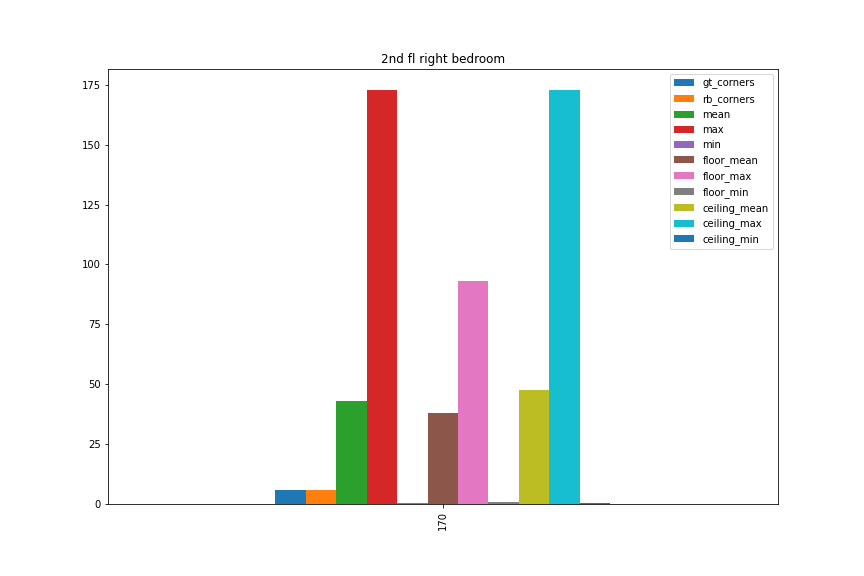 2nd fl right bedroom
175
150
125
100
75
50
25
0
170
gt_corners
rb_corners
mean
max
min
floor_mean
floor_max
floor_min
ceiling_mean
ceiling_max
ceiling_min